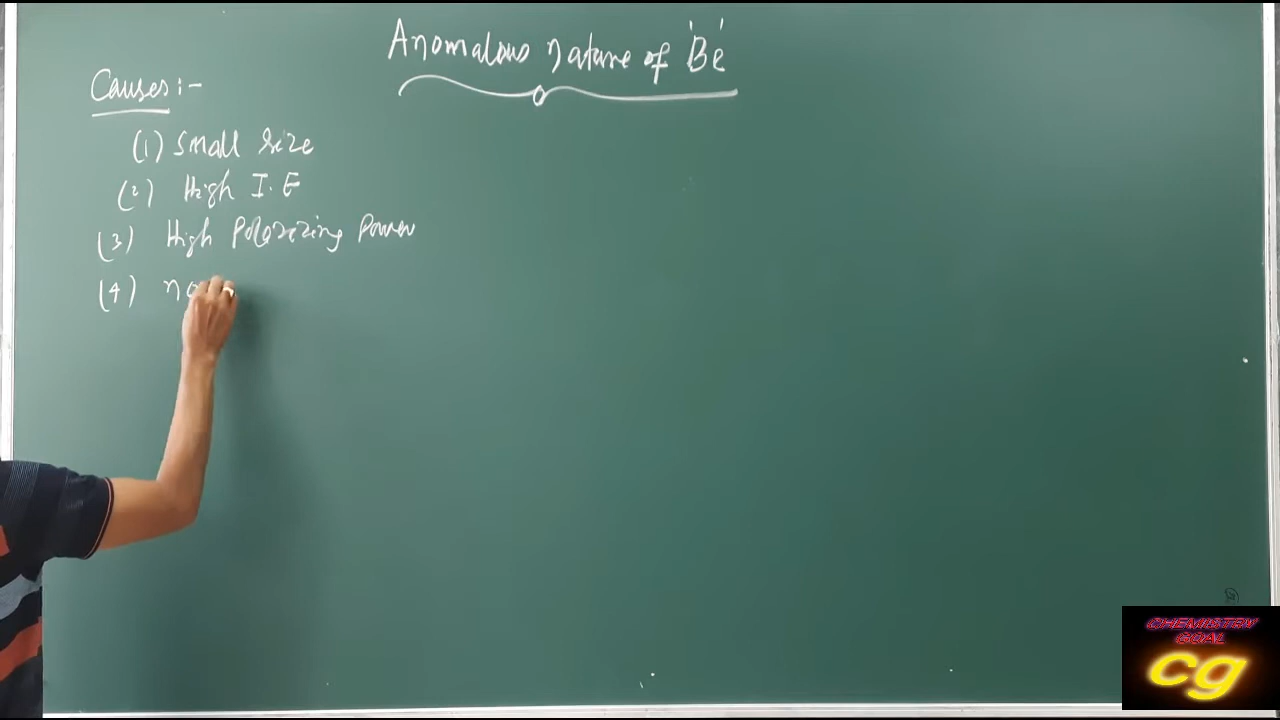 Anomalous nature of 'Be'
Causes:-
(1) Small size
(2) High I.E
(3) High Polarizing Power
(4)
CHEMISTRY
GOAL
cg